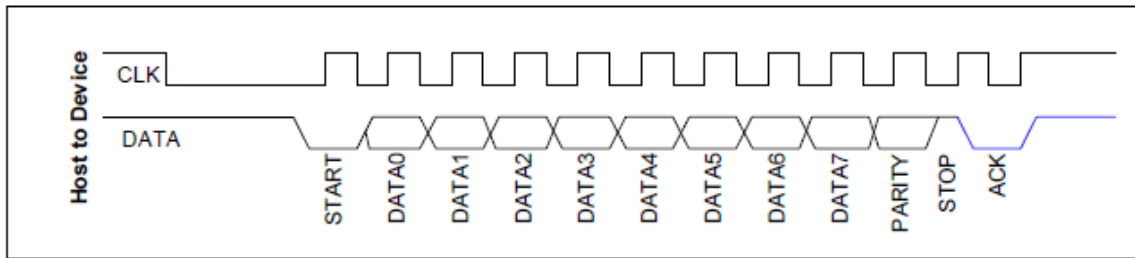 Host to Device
CLK
DATA
START
DATA0
DATA1
DATA2
DATA3
DATA4
DATA5
DATA6
DATA7
PARITY
STOP
ACK